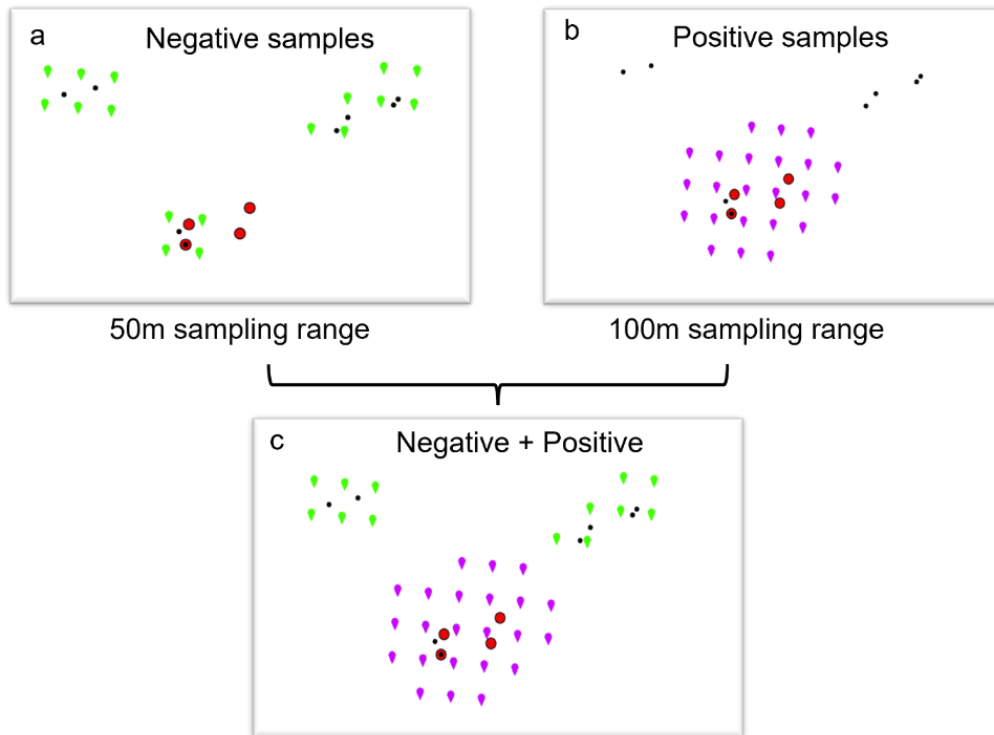 a
Negative samples
b
Positive samples
50m sampling range
100m sampling range
c
Negative + Positive